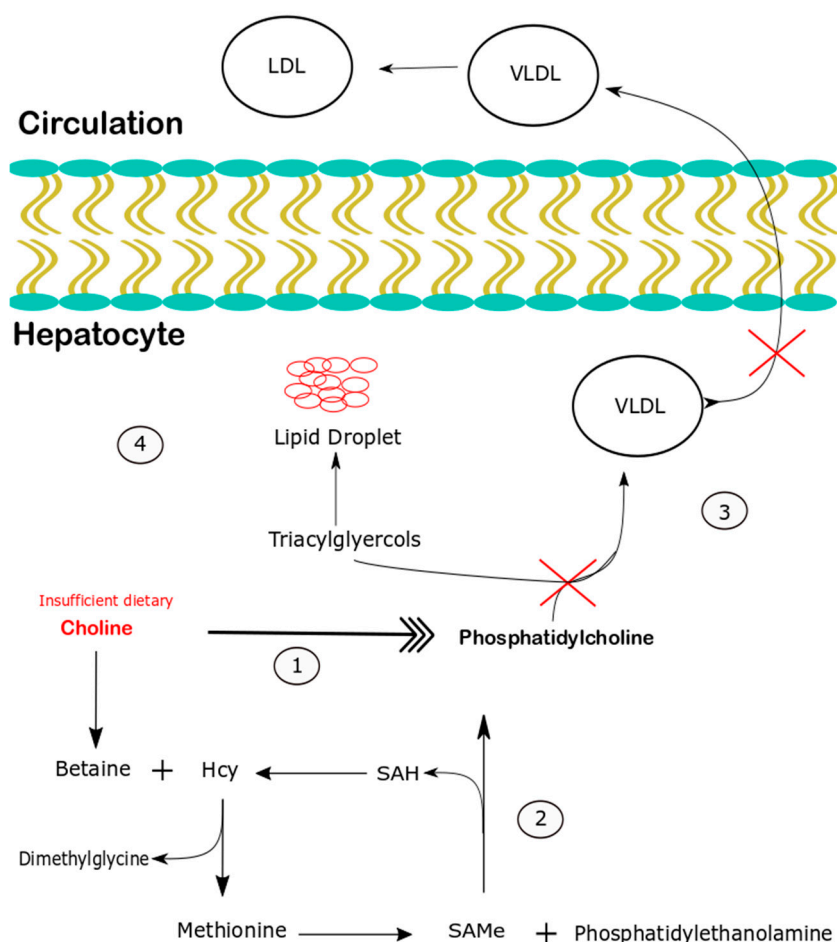 LDL
VLDL
Circulation
Hepatocyte
VLDL
4
Lipid Droplet
3
Triacylglyercols
Insufficient dietary
Choline
Phosphatidylcholine
1
Betaine + Hcy
SAH
2
Dimethylglycine
Methionine
SAMe + Phosphatidylethanolamine